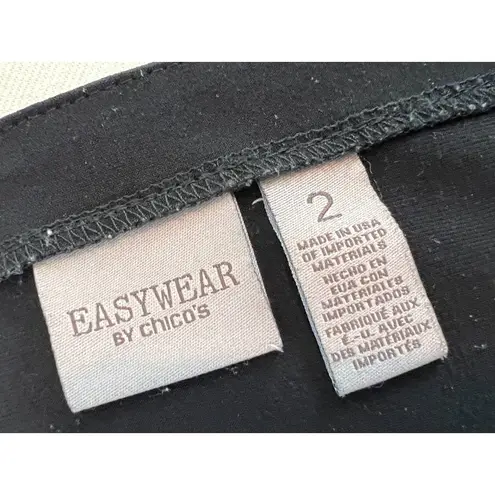 EASYWEAR
BY chico's
2
MADE IN USA
OF IMPORTED
MATERIALS
HECHO EN
EUA CON
MATERIALES
IMPORTADOS
FABRIQUÉ AUX
É.-U. AVEC
DES MATÉRIAUX
IMPORTÉS